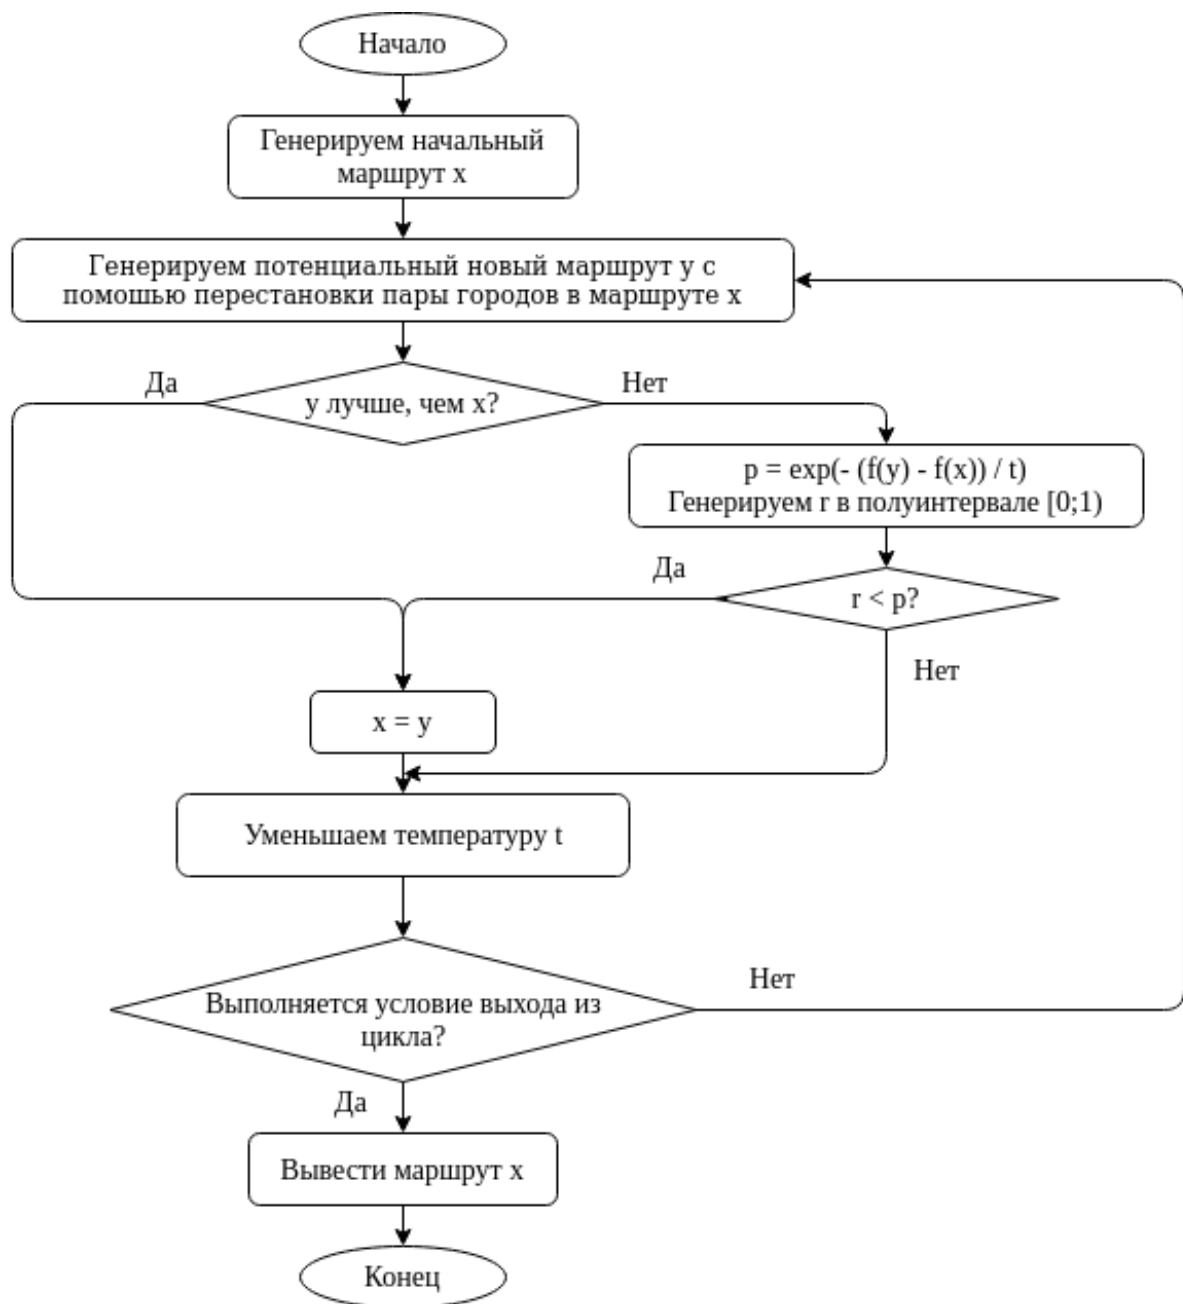 Начало
Генерируем начальный
маршрут x
Генерируем потенциальный новый маршрут y с
помошью перестановки пары городов в маршруте x
Да
Нет
y лучше, чем x?
p = exp(- (f(y) - f(x)) / t)
Генерируем r в полуинтервале [0;1)
Да
r < p?
Нет
x = y
Уменьшаем температуру t
Нет
Выполняется условие выхода из
цикла?
Да
Вывести маршрут x
Конец